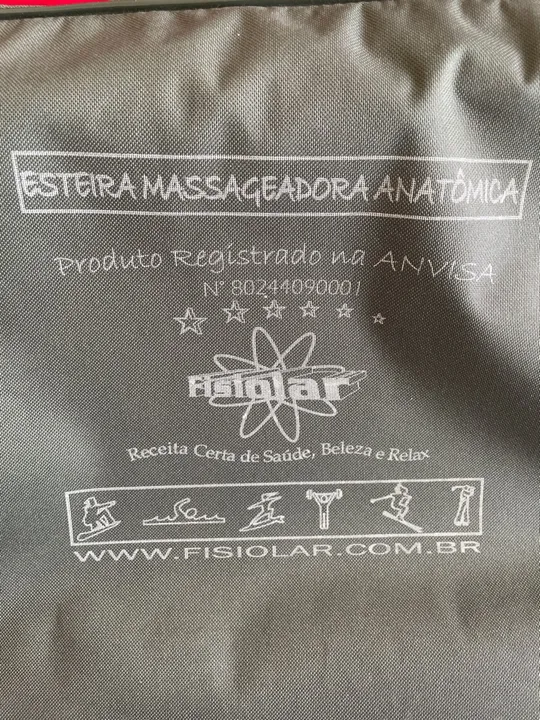 ESTEIRA MASSAGEADORA ANATÔMICA
Produto Registrado na ANVISA
N° 80244090001
Fisiolar
Receita Certa de Saúde, Beleza e Relax
WWW.FISIOLAR.COM.BR